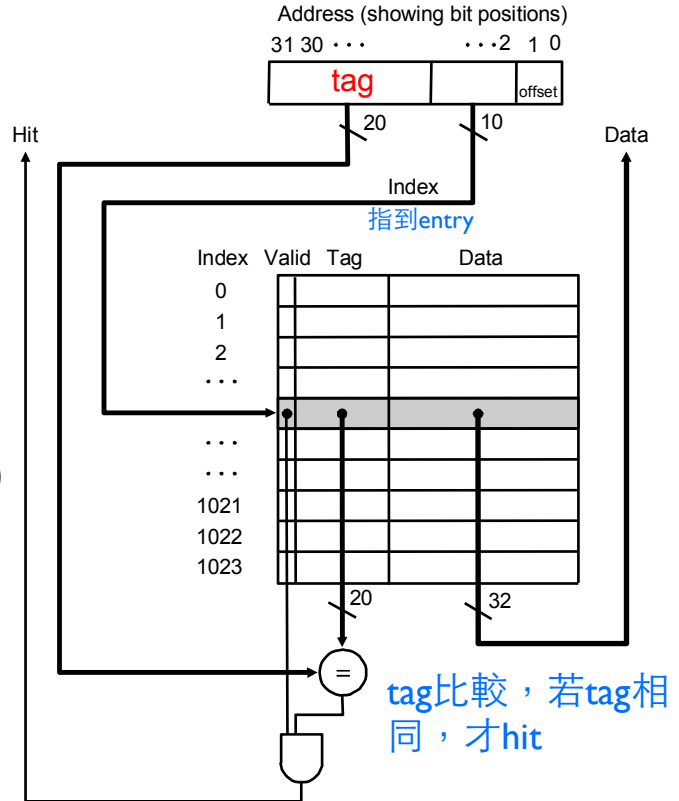 Address (showing bit positions)
31 30 · · · · · · 2 1 0
tag offset
20 10
Hit Data
Index
指到entry
Index Valid Tag Data
0
1
2
· · ·
· · ·
· · ·
)
1021
1022
1023
20 32
=
tag比較，若tag相
同，才hit